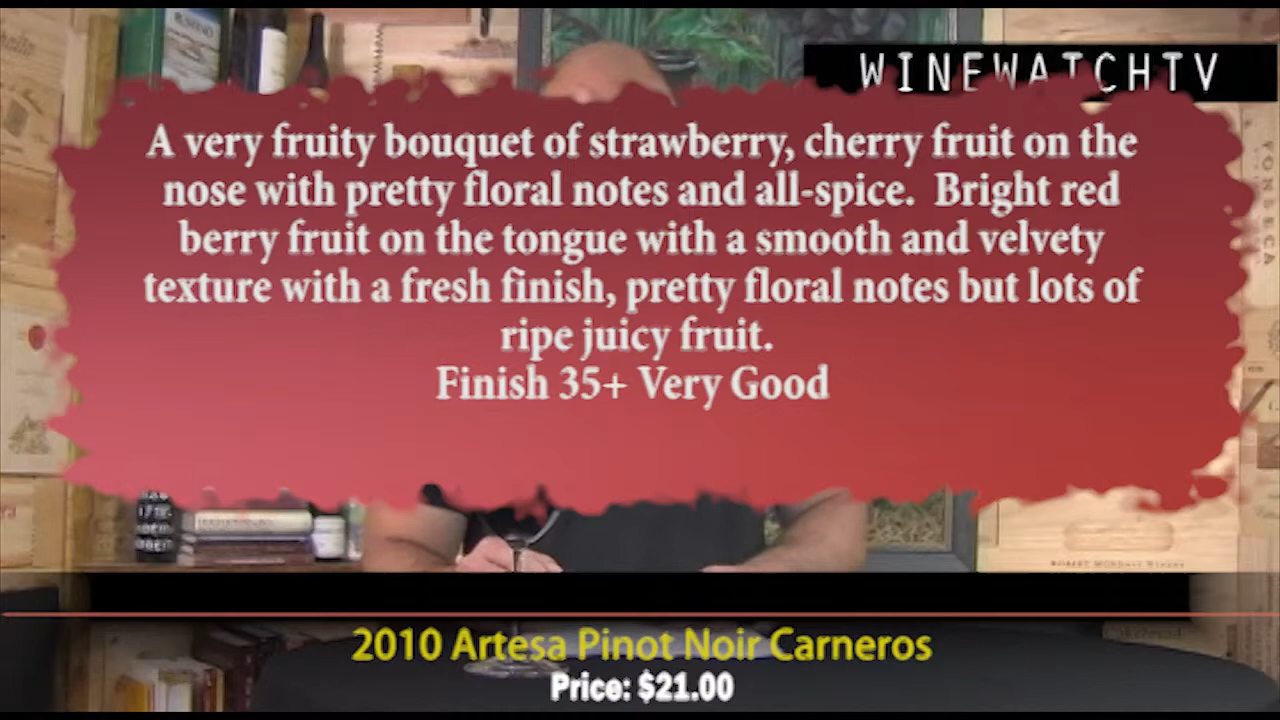 WINEWATCHTV
A very fruity bouquet of strawberry, cherry fruit on the
nose with pretty floral notes and all-spice.  Bright red
berry fruit on the tongue with a smooth and velvety
texture with a fresh finish, pretty floral notes but lots of
ripe juicy fruit.
Finish 35+ Very Good
2010 Artesa Pinot Noir Carneros
Price: $21.00